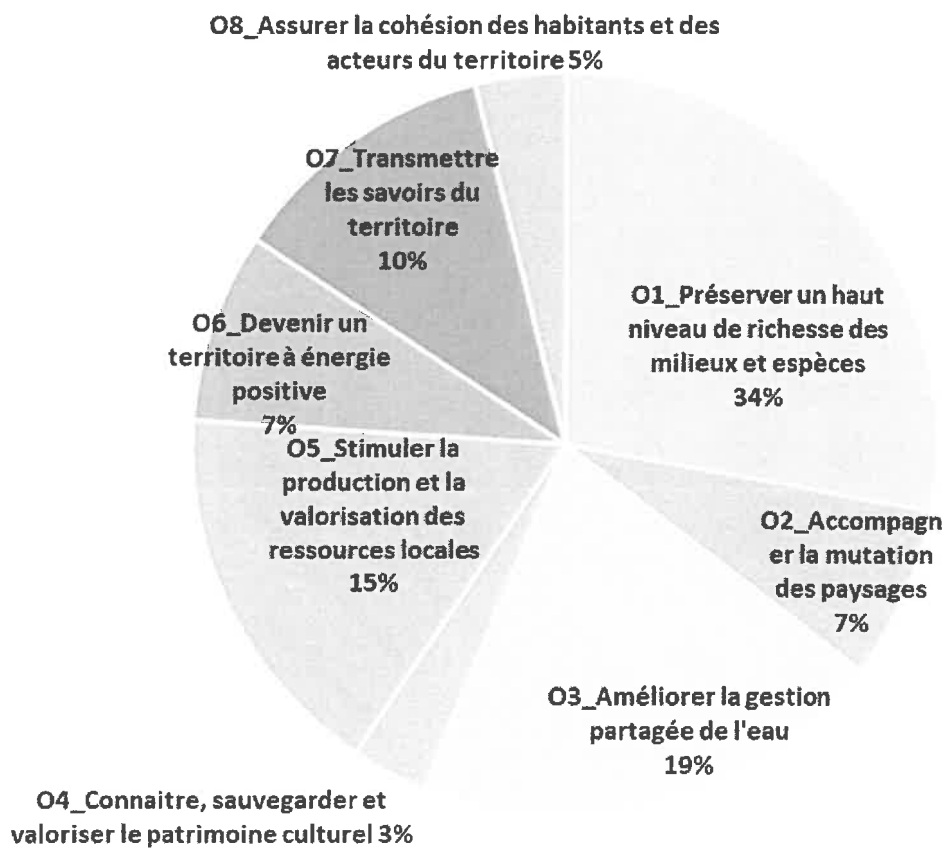 O8_Assurer la cohésion des habitants et des
acteurs du territoire 5%
O7_Transmettre
les savoirs du
territoire
10%
O1_Préserver un haut
niveau de richesse des
milieux et espèces
34%
O6_Devenir un
territoire à énergie
positive
7%
O5_Stimuler la
production et la
valorisation des
ressources locales
15%
O2_Accompagn
er la mutation
des paysages
7%
O3_Améliorer la gestion
partagée de l'eau
19%
O4_Connaitre, sauvegarder et
valoriser le patrimoine culturel 3%